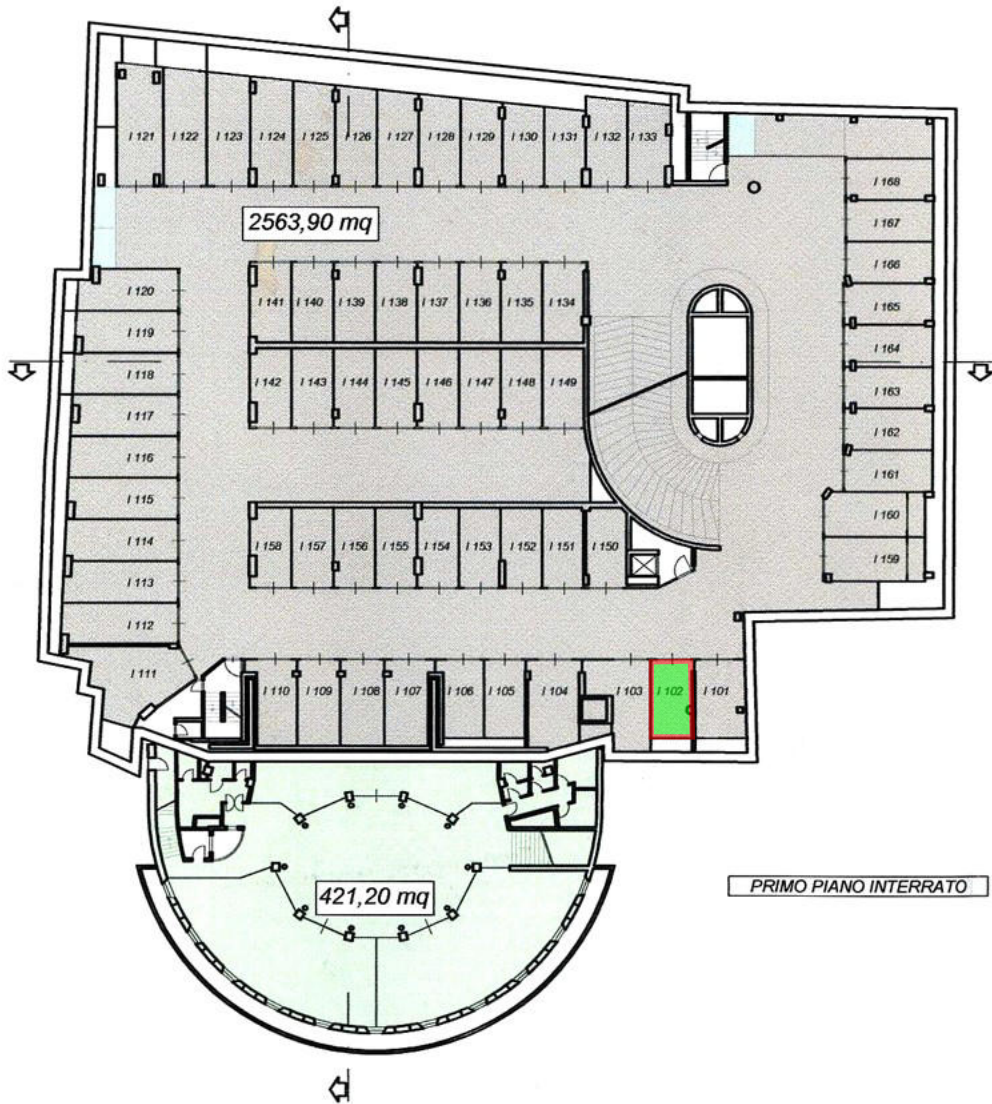 I 121 I 122 I 123 I 124 I 125 I 126 I 127 I 128 I 129 I 130 I 131 I 132 I 133
I 168
I 167
2563,90 mq
I 166
I 120
I 141 I 140 I 139 I 138 I 137 I 136 I 135 I 134
I 165
I 119
I 164
I 118
I 142 I 143 I 144 I 145 I 146 I 147 I 148 I 149
I 163
I 117
I 162
I 116
I 161
I 115
I 160
I 114
I 158 I 157 I 156 I 155 I 154 I 153 I 152 I 151 I 150
I 159
I 113
I 112
I 111
I 110 I 109 I 108 I 107 I 106 I 105 I 104 I 103 I 102 I 101
PRIMO PIANO INTERRATO
421,20 mq